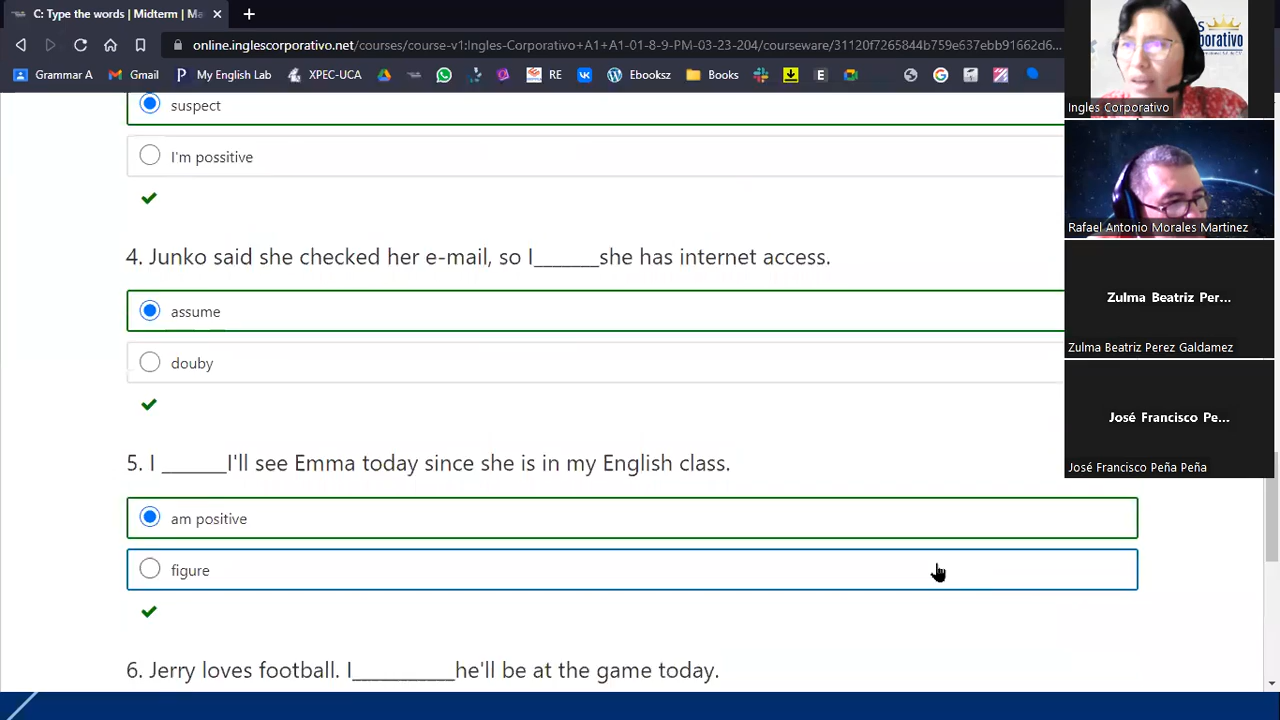 C: Type the words | Midterm | Me
online.inglescorporativo.net/courses/course-v1:Ingles-Corporativo+A1+A1-01-8-9-PM-03-23-204/courseware/31120f7265844b759e637ebb91662d6...
Grammar A
Gmail
My English Lab
XPEC-UCA
RE
Ebooksz
Books
E
suspect
I'm possitive
4. Junko said she checked her e-mail, so I_______she has internet access.
assume
douby
5. I _______I'll see Emma today since she is in my English class.
am positive
figure
6. Jerry loves football. I___________he'll be at the game today.
Ingles Corporativo
Rafael Antonio Morales Martinez
Zulma Beatriz Per...
Zulma Beatriz Perez Galdamez
José Francisco Pe...
José Francisco Peña Peña